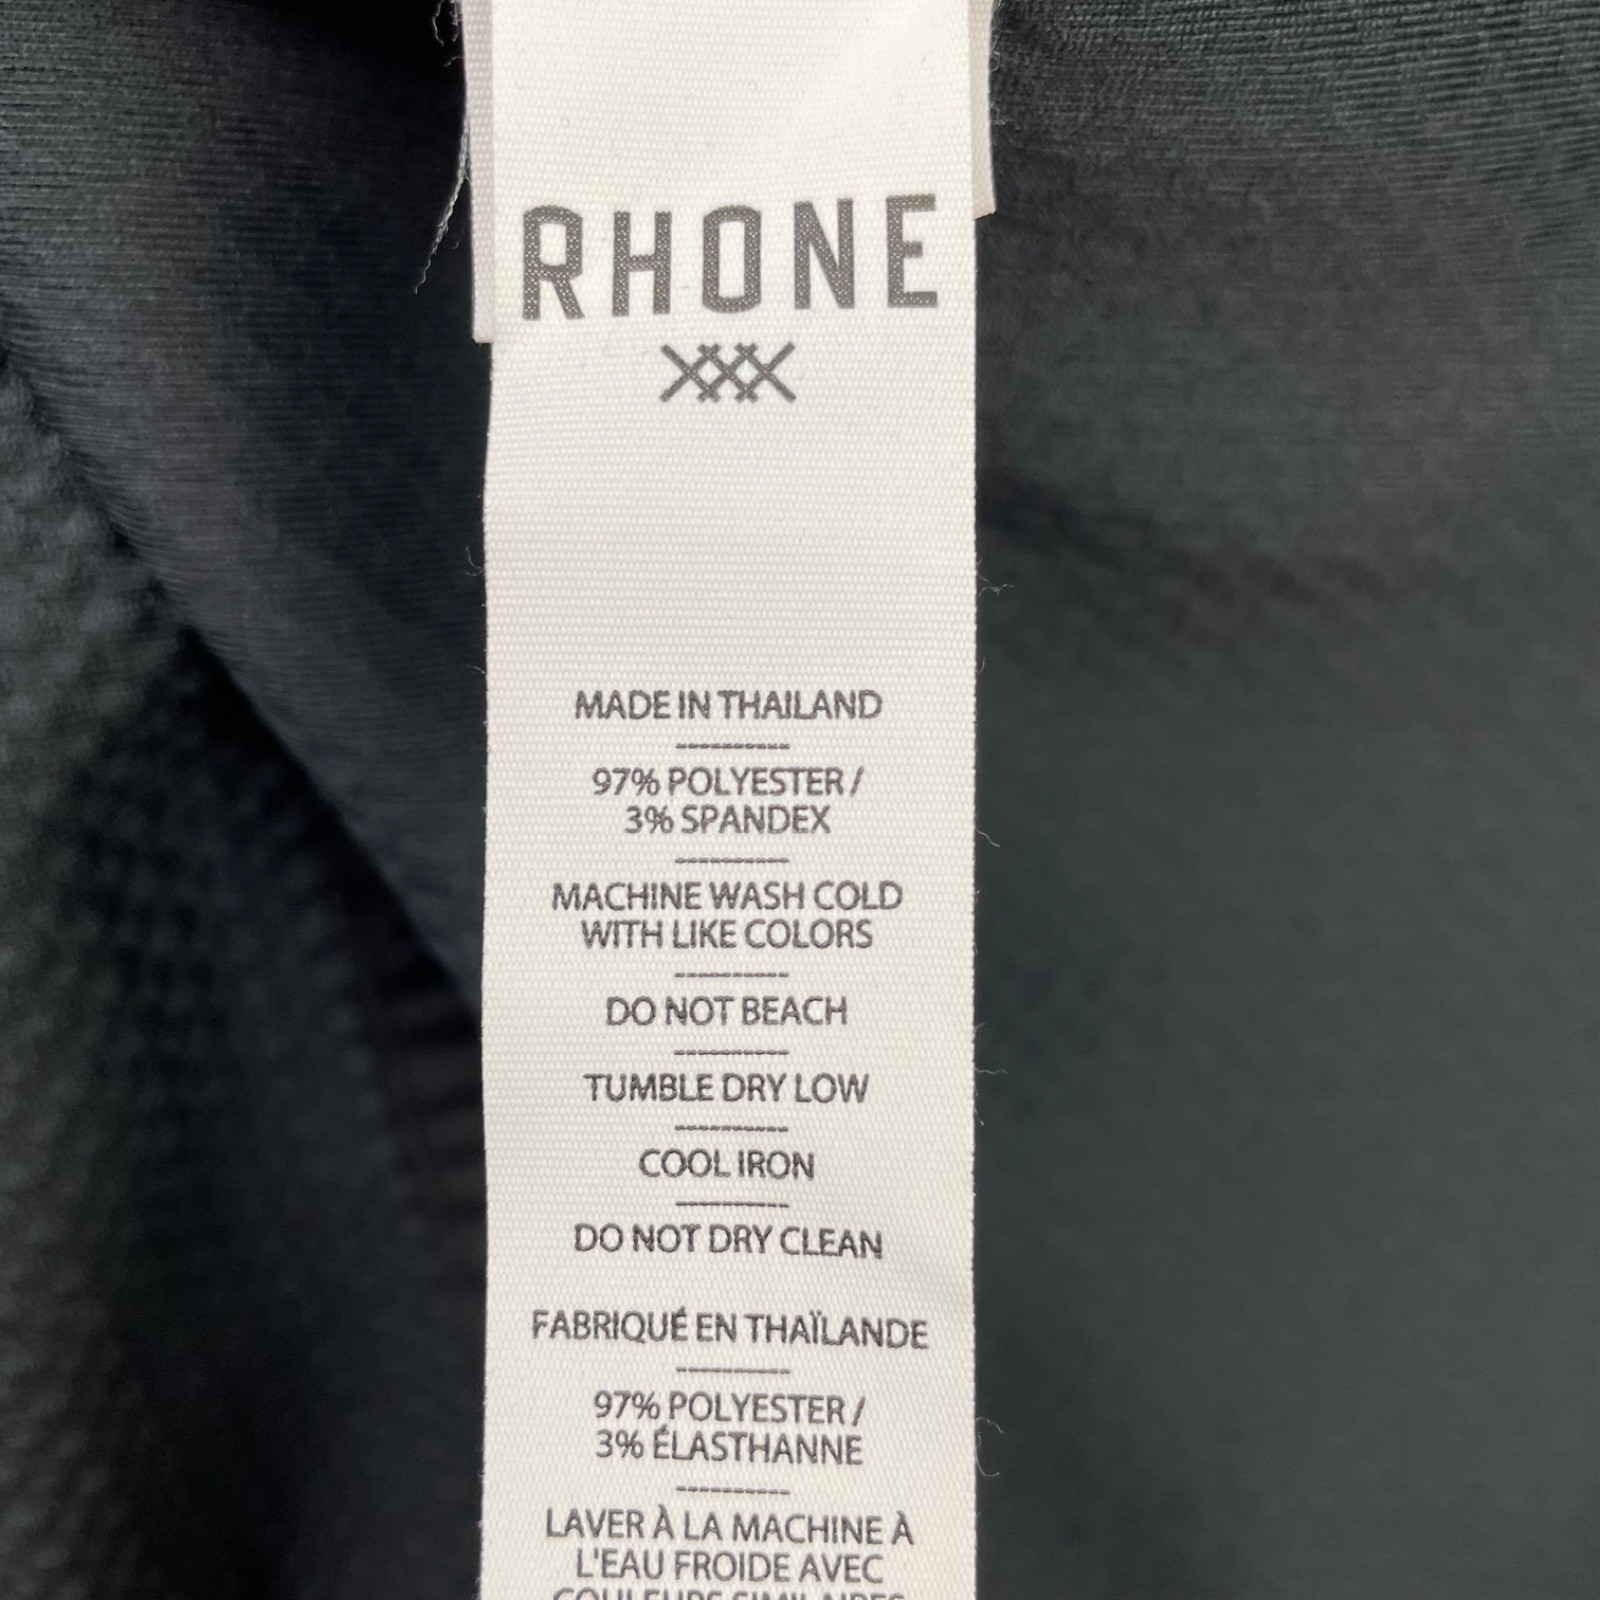 RHONE
MADE IN THAILAND
97% POLYESTER /
3% SPANDEX
MACHINE WASH COLD
WITH LIKE COLORS
DO NOT BEACH
TUMBLE DRY LOW
COOL IRON
DO NOT DRY CLEAN
FABRIQUÉ EN THAÏLANDE
97% POLYESTER /
3% ÉLASTHANNE
LAVER À LA MACHINE À
L'EAU FROIDE AVEC
COULEURS SIMILAIRES